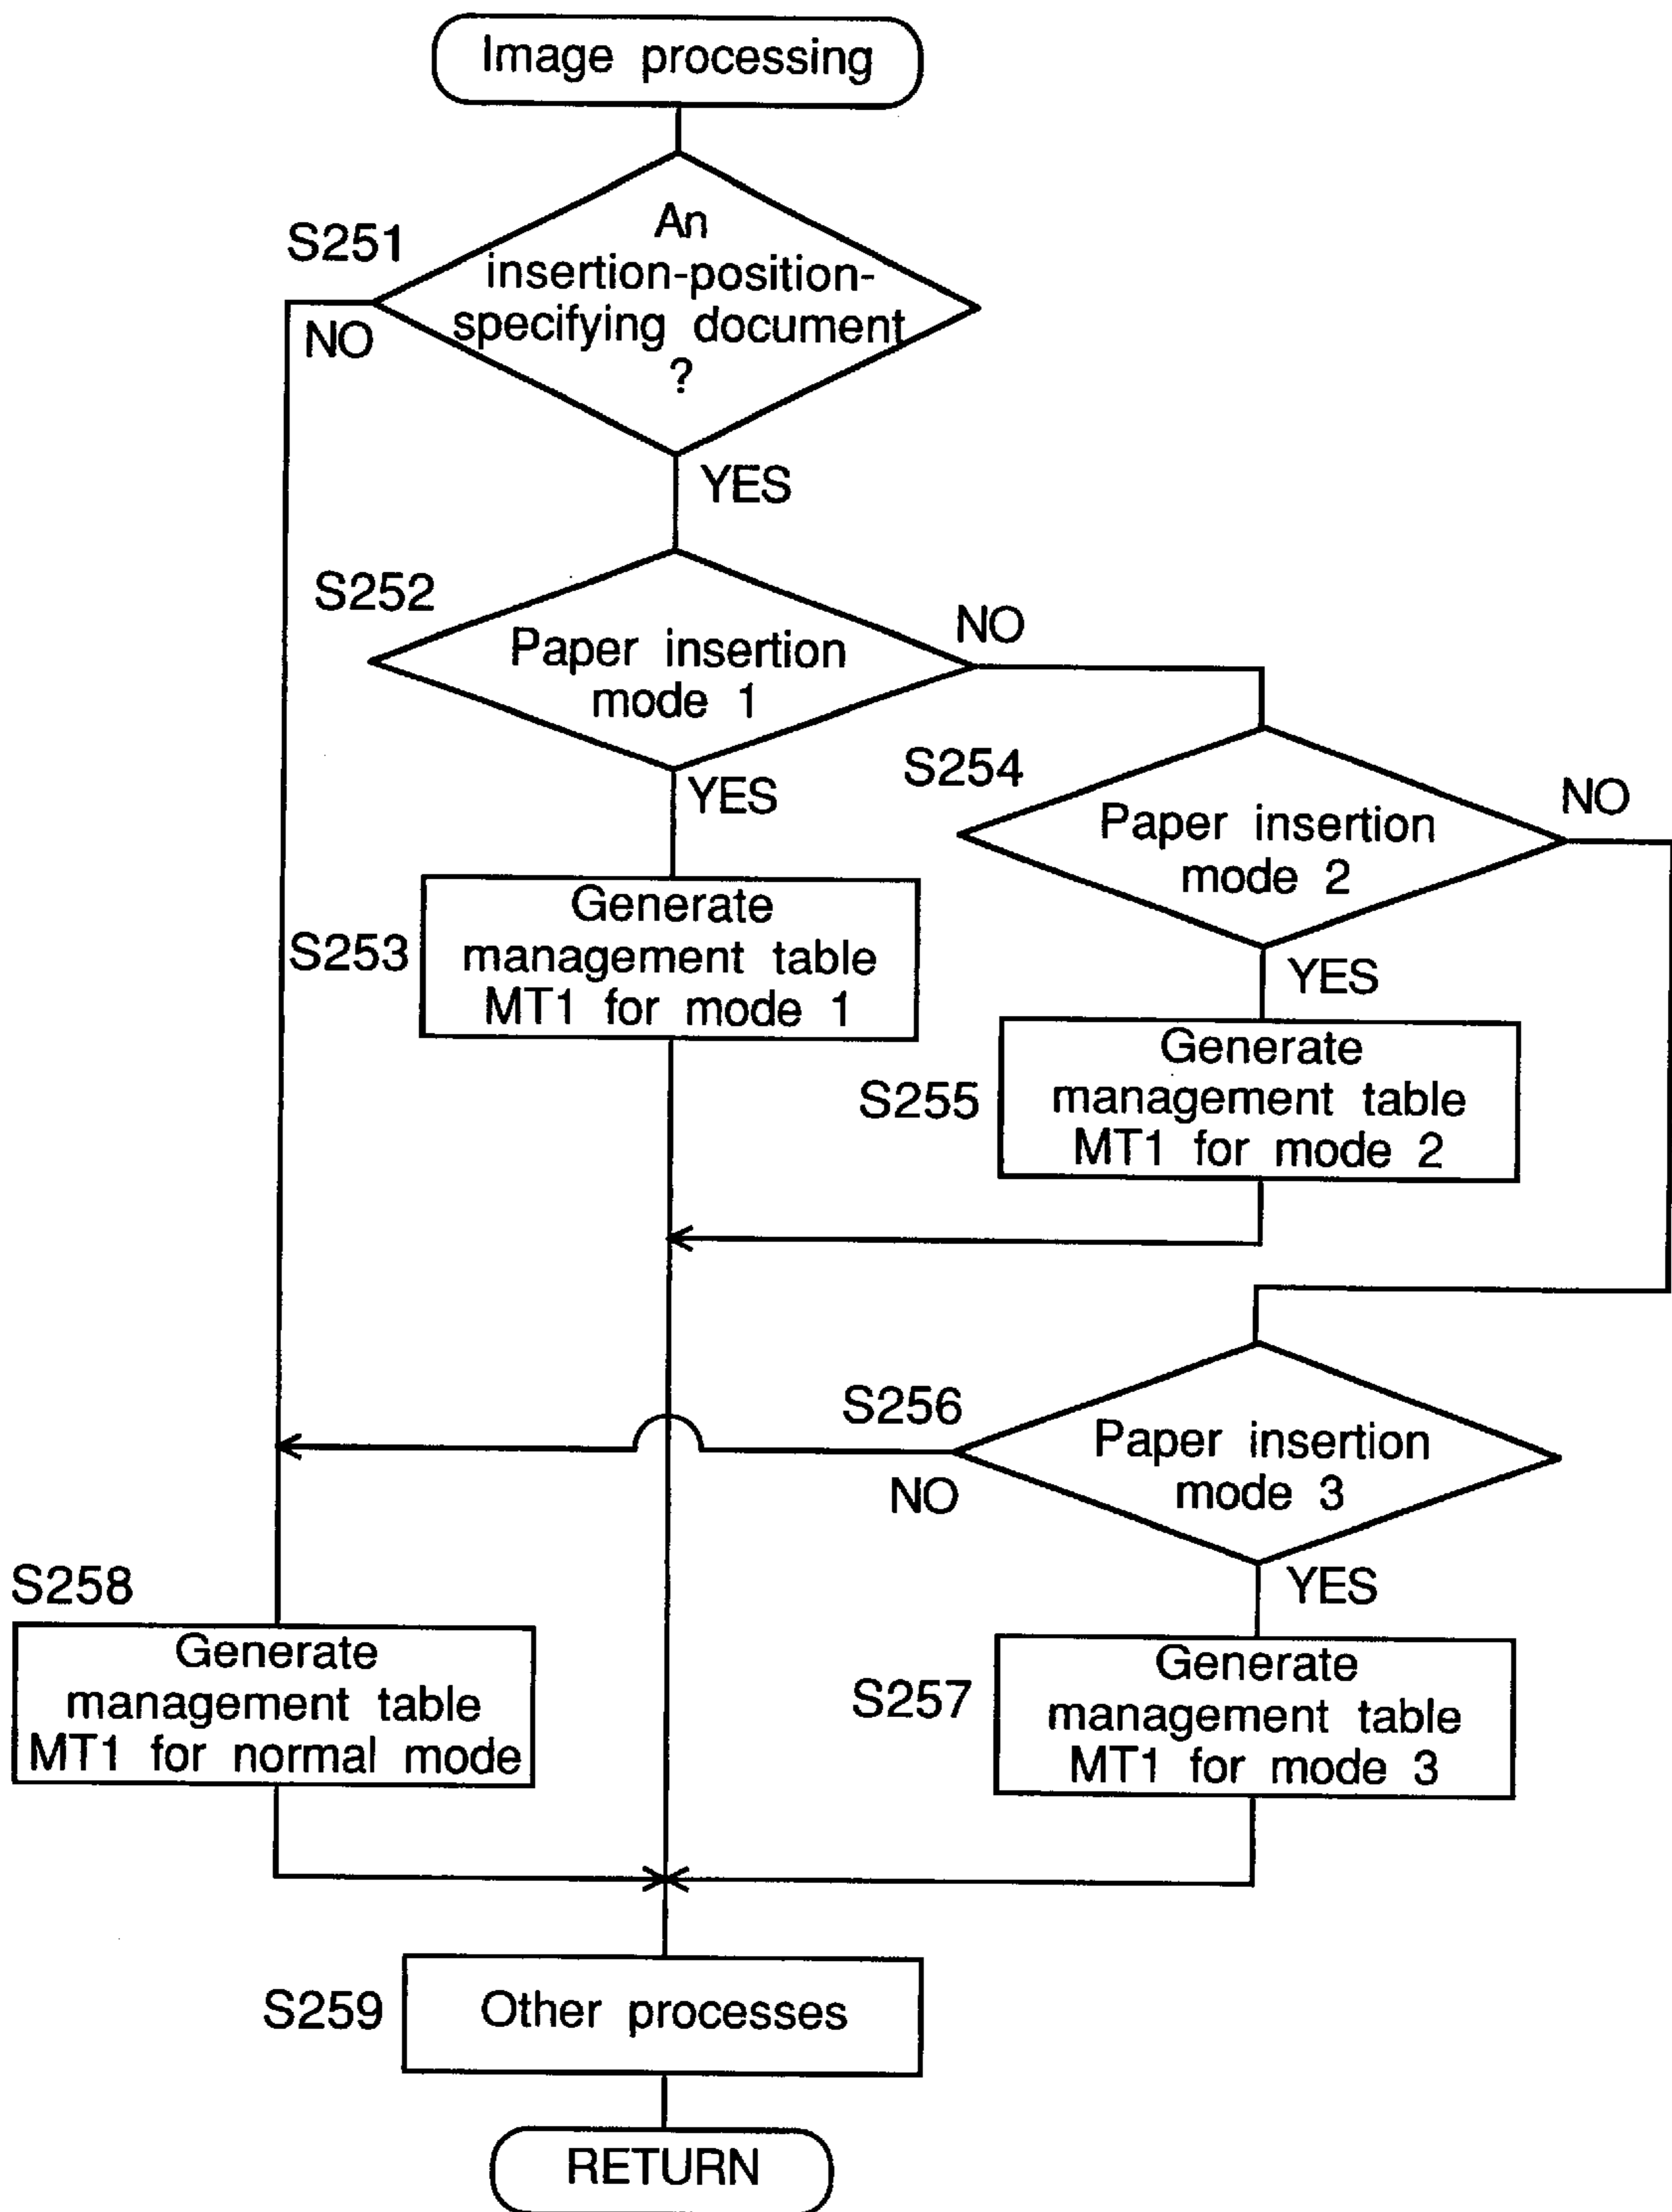 Image processing
S251
An
insertion-position-
specifying document
?
NO
YES
S252
Paper insertion
mode 1
NO
YES
S254
Paper insertion
mode 2
NO
YES
S253
Generate
management table
MT1 for mode 1
S255
Generate
management table
MT1 for mode 2
S256
Paper insertion
mode 3
NO
YES
S258
Generate
management table
MT1 for normal mode
S257
Generate
management table
MT1 for mode 3
S259
Other processes
RETURN